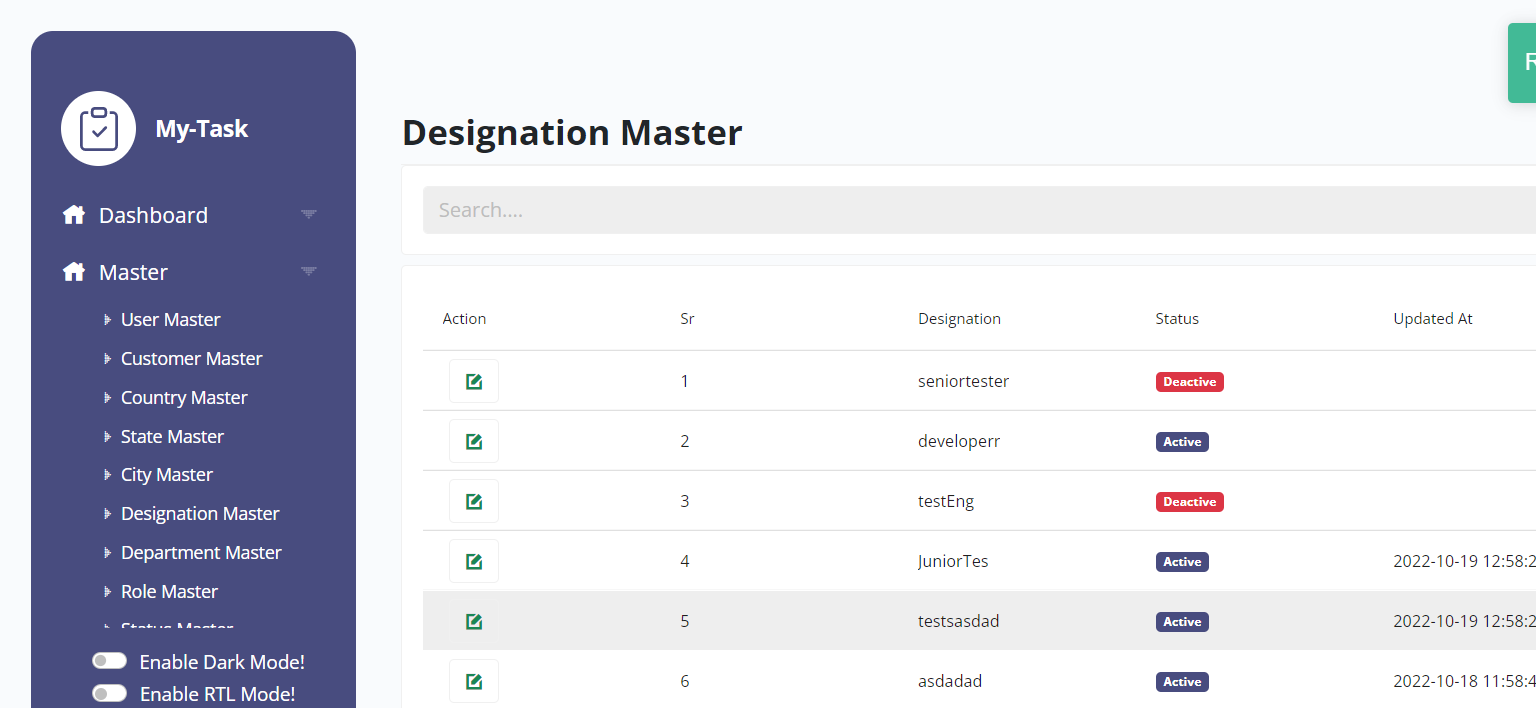 My-Task
Dashboard
Master
User Master
Customer Master
Country Master
State Master
City Master
Designation Master
Department Master
Role Master
Status Master
Enable Dark Mode!
Enable RTL Mode!
R
Designation Master
Search....
Action Sr Designation Status Updated At
1 seniortester Deactive
2 developerr Active
3 testEng Deactive
4 JuniorTes Active 2022-10-19 12:58:2
5 testsasdad Active 2022-10-19 12:58:2
6 asdadad Active 2022-10-18 11:58:4